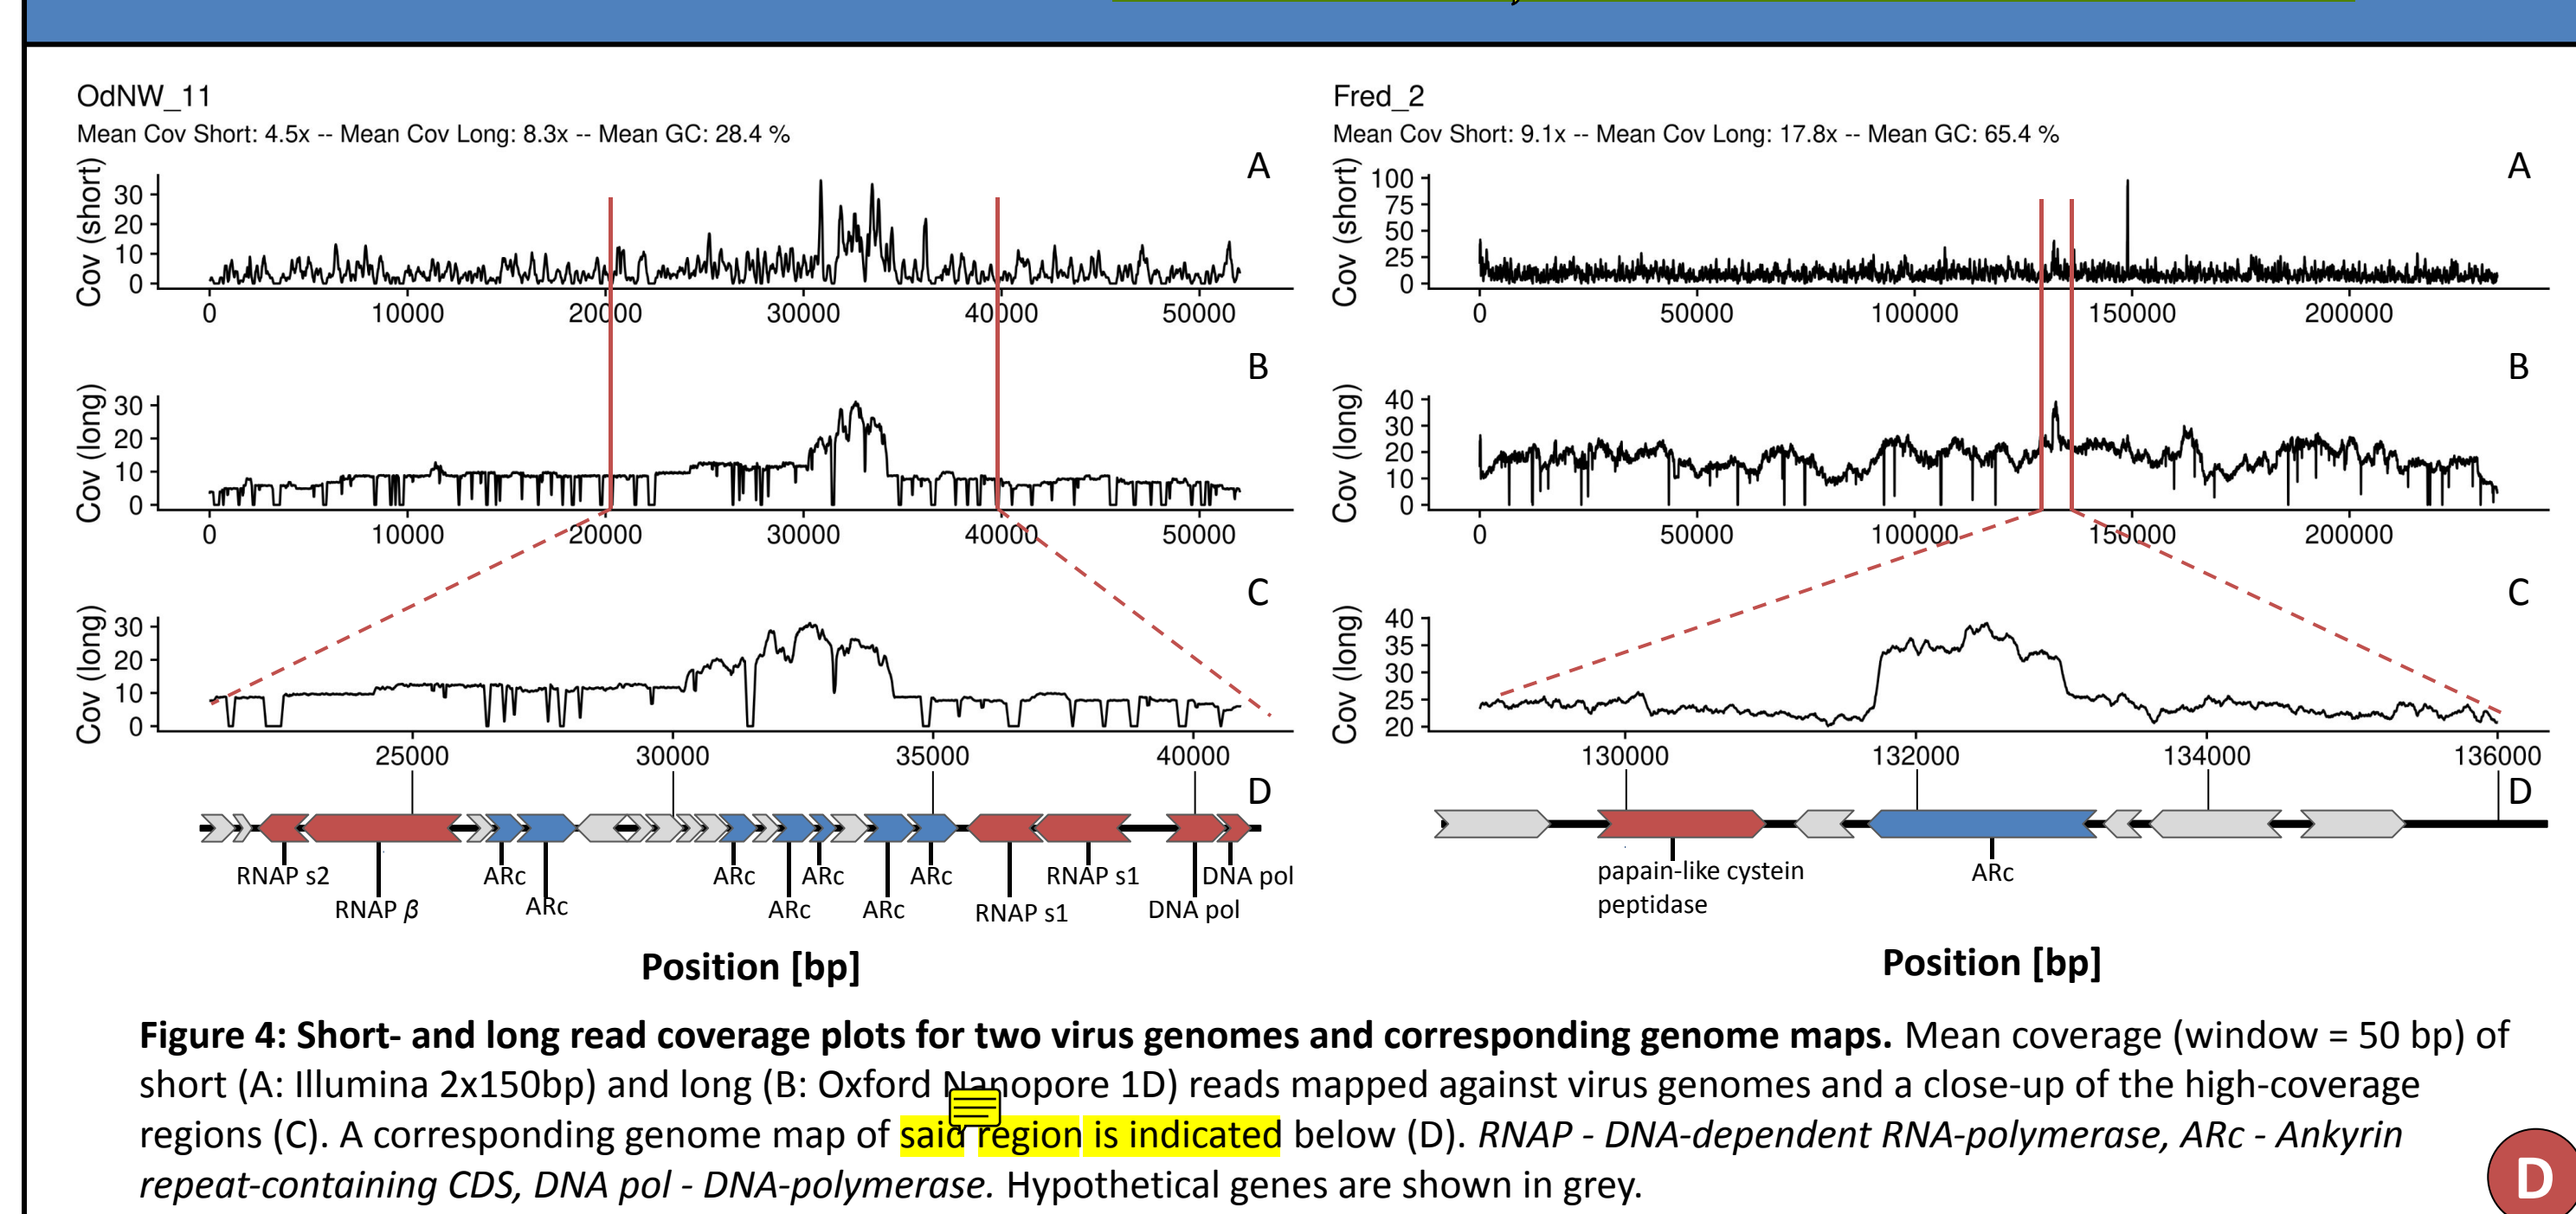 OdNW_11
Mean Cov Short: 4.5x -- Mean Cov Long: 8.3x -- Mean GC: 28.4 %
A
Cov (short)
30
20
10
0
0 10000 20000 30000 40000 50000
B
Cov (long)
30
20
10
0
0 10000 20000 30000 40000 50000
C
Cov (long)
30
20
10
0
25000 30000 35000 40000
D
RNAP s2 ARc ARc ARc ARc RNAP s1 DNA pol
RNAP β ARc ARc ARc RNAP s1 DNA pol
Position [bp]
Fred_2
Mean Cov Short: 9.1x -- Mean Cov Long: 17.8x -- Mean GC: 65.4 %
A
Cov (short)
100
75
50
25
0
0 50000 100000 150000 200000
B
Cov (long)
40
30
20
10
0
0 50000 100000 150000 200000
C
Cov (long)
40
35
30
25
20
130000 132000 134000 136000
D
papain-like cystein ARc
peptidase
Position [bp]
Figure 4: Short- and long read coverage plots for two virus genomes and corresponding genome maps. Mean coverage (window = 50 bp) of
short (A: Illumina 2x150bp) and long (B: Oxford Nanopore 1D) reads mapped against virus genomes and a close-up of the high-coverage
regions (C). A corresponding genome map of said region is indicated below (D). RNAP - DNA-dependent RNA-polymerase, ARc - Ankyrin
repeat-containing CDS, DNA pol - DNA-polymerase. Hypothetical genes are shown in grey.
D